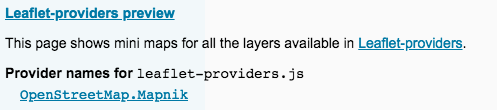 Leaflet-providers preview
This page shows mini maps for all the layers available in Leaflet-providers.
Provider names for leaflet-providers.js
OpenStreetMap.Mapnik